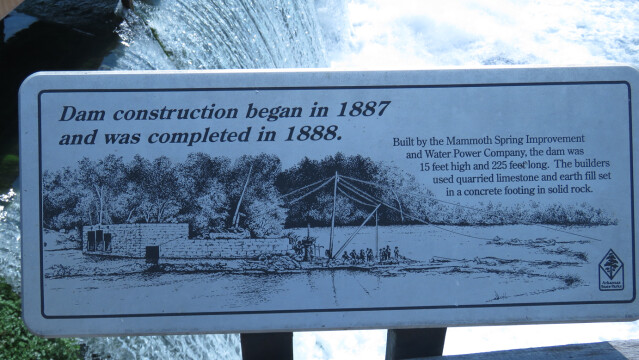 Dam construction began in 1887
and was completed in 1888.
Built by the Mammoth Spring Improvement
and Water Power Company, the dam was
15 feet high and 225 feet long. The builders
used quarried limestone and earth fill set
in a concrete footing in solid rock.
Arkansas
State Parks